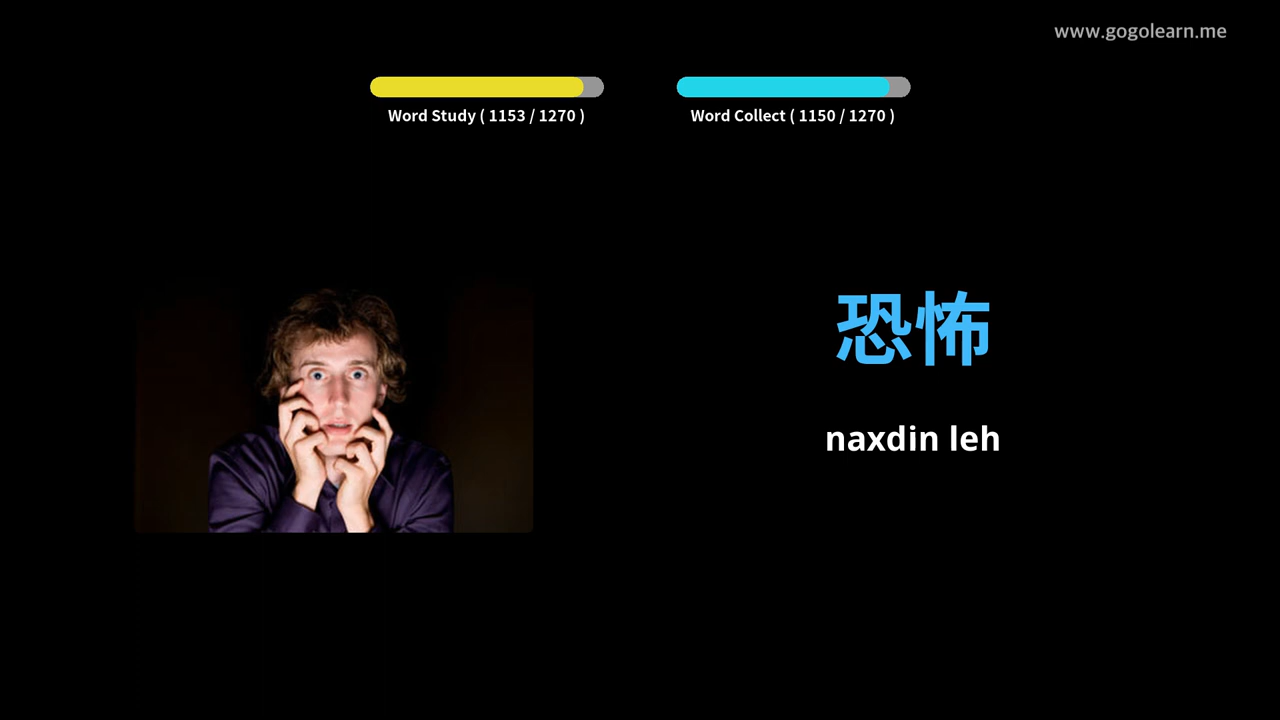 www.gogolearn.me
Word Study ( 1153 / 1270 )
Word Collect ( 1150 / 1270 )
恐怖
naxdin leh